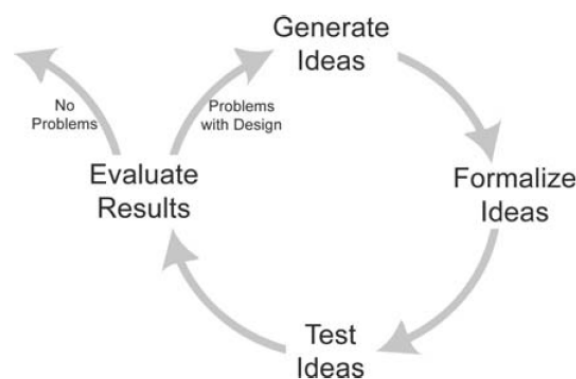 Generate
Ideas
No
Problems
Problems
with Design
Evaluate
Results
Formalize
Ideas
Test
Ideas